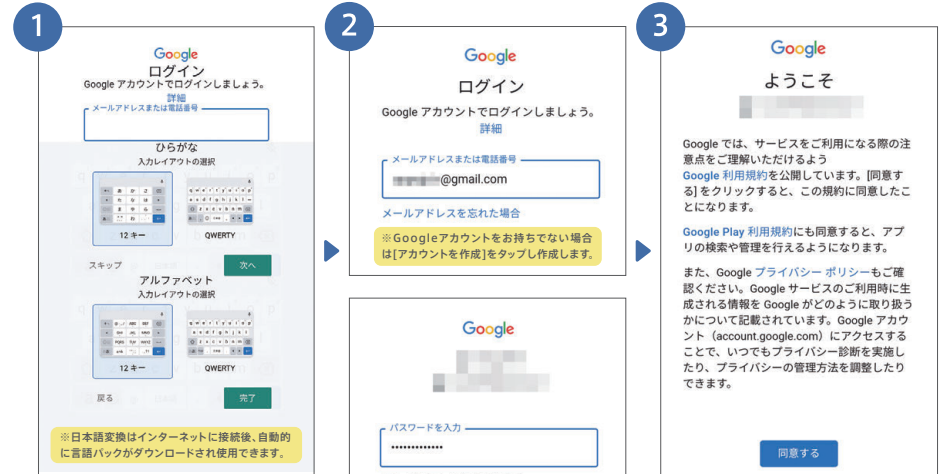 1
Google
ログイン
Google アカウントでログインしましょう。
詳細
メールアドレスまたは電話番号
ひらがな
入力レイアウトの選択
12 キー
QWERTY
スキップ
次へ
アルファベット
入力レイアウトの選択
12 キー
QWERTY
戻る
完了
※日本語変換はインターネットに接続後、自動的
に言語パックがダウンロードされ使用できます。
2
Google
ログイン
Google アカウントでログインしましょう。
詳細
メールアドレスまたは電話番号
@gmail.com
メールアドレスを忘れた場合
※Googleアカウントをお持ちでない場合
は[アカウントを作成]をタップし作成します。
Google
パスワードを入力
•••••••••••••
3
Google
ようこそ
Google では、サービスをご利用になる際の注
意点をご理解いただけるよう
Google 利用規約を公開しています。[同意す
る] をクリックすると、この規約に同意したこ
とになります。
Google Play 利用規約にも同意すると、アプ
リの検索や管理を行えるようになります。
また、Google プライバシー ポリシーもご確
認ください。Google サービスのご利用時に生
成される情報を Google がどのように取り扱う
かについて記載されています。Google アカウ
ント（account.google.com）にアクセスする
ことで、いつでもプライバシー診断を実施し
たり、プライバシーの管理方法を調整したり
できます。
同意する